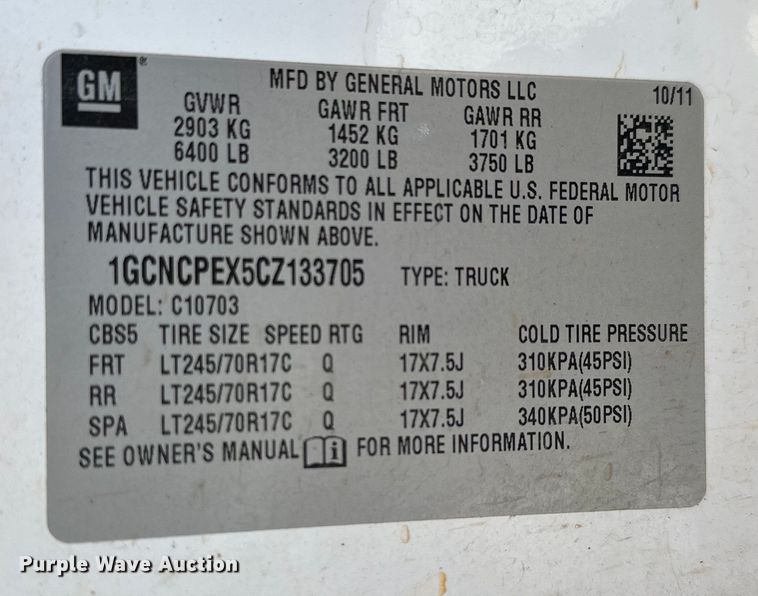 GM ®
MFD BY GENERAL MOTORS LLC 10/11
GVWR GAWR FRT GAWR RR
2903 KG 1452 KG 1701 KG
6400 LB 3200 LB 3750 LB
THIS VEHICLE CONFORMS TO ALL APPLICABLE U.S. FEDERAL MOTOR
VEHICLE SAFETY STANDARDS IN EFFECT ON THE DATE OF
MANUFACTURE SHOWN ABOVE.
1GCNCPEX5CZ133705 TYPE: TRUCK
MODEL: C10703
CBS5 TIRE SIZE SPEED RTG RIM COLD TIRE PRESSURE
FRT LT245/70R17C Q 17X7.5J 310KPA(45PSI)
RR LT245/70R17C Q 17X7.5J 310KPA(45PSI)
SPA LT245/70R17C Q 17X7.5J 340KPA(50PSI)
SEE OWNER'S MANUAL i FOR MORE INFORMATION.
Purple Wave Auction